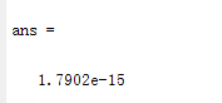 ans =
1.7902e-15